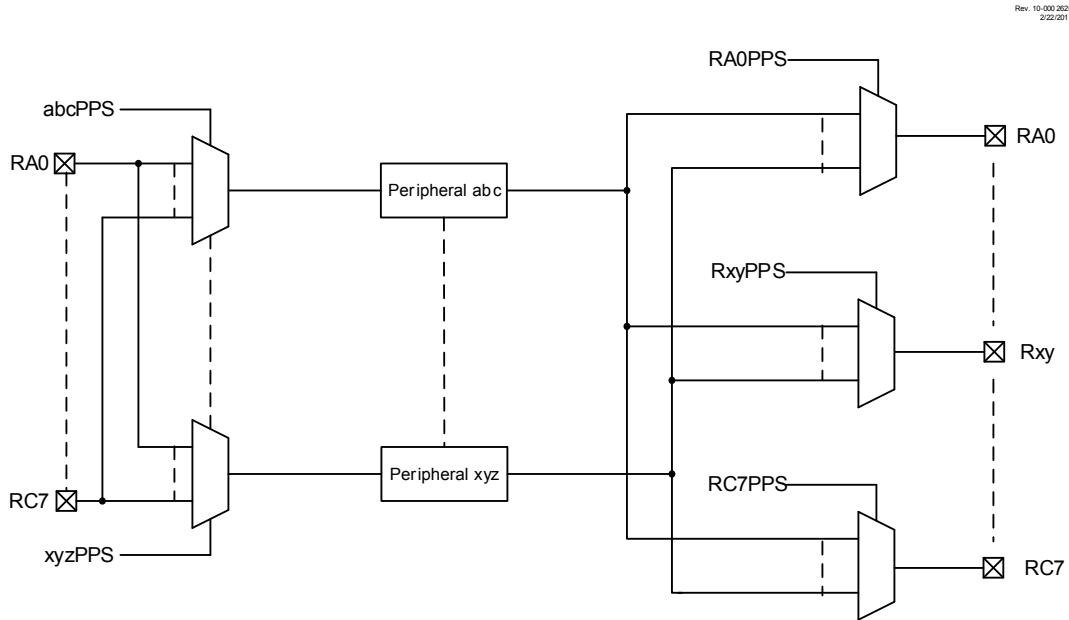 Rev. 10-000 262
2/22/201
RA0PPS
abcPPS
RA0
RA0
Peripheral abc
RxyPPS
Rxy
Peripheral xyz
RC7PPS
RC7
xyzPPS
RC7